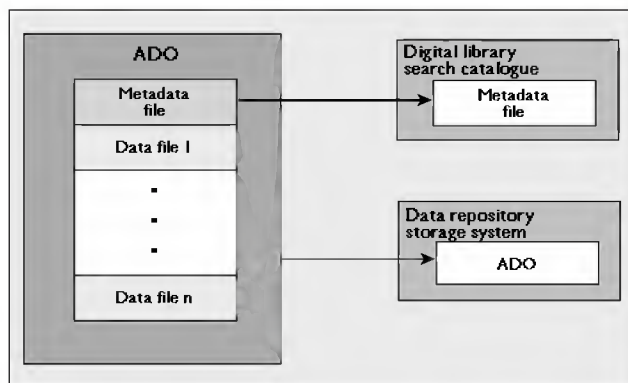 ADO
Metadata
file
Data file 1
Data file n
Digital library
search catalogue
Metadata
file
Data repository
storage system
ADO